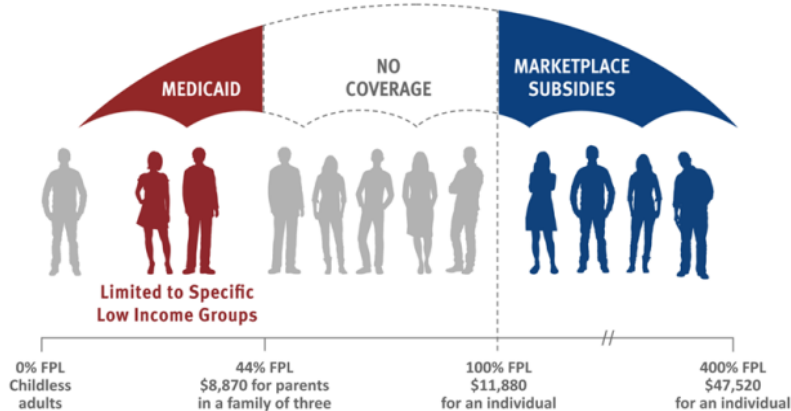 MEDICAID
NO
COVERAGE
MARKETPLACE
SUBSIDIES
Limited to Specific
Low Income Groups
0% FPL
Childless
adults
44% FPL
$8,870 for parents
in a family of three
100% FPL
$11,880
for an individual
400% FPL
$47,520
for an individual